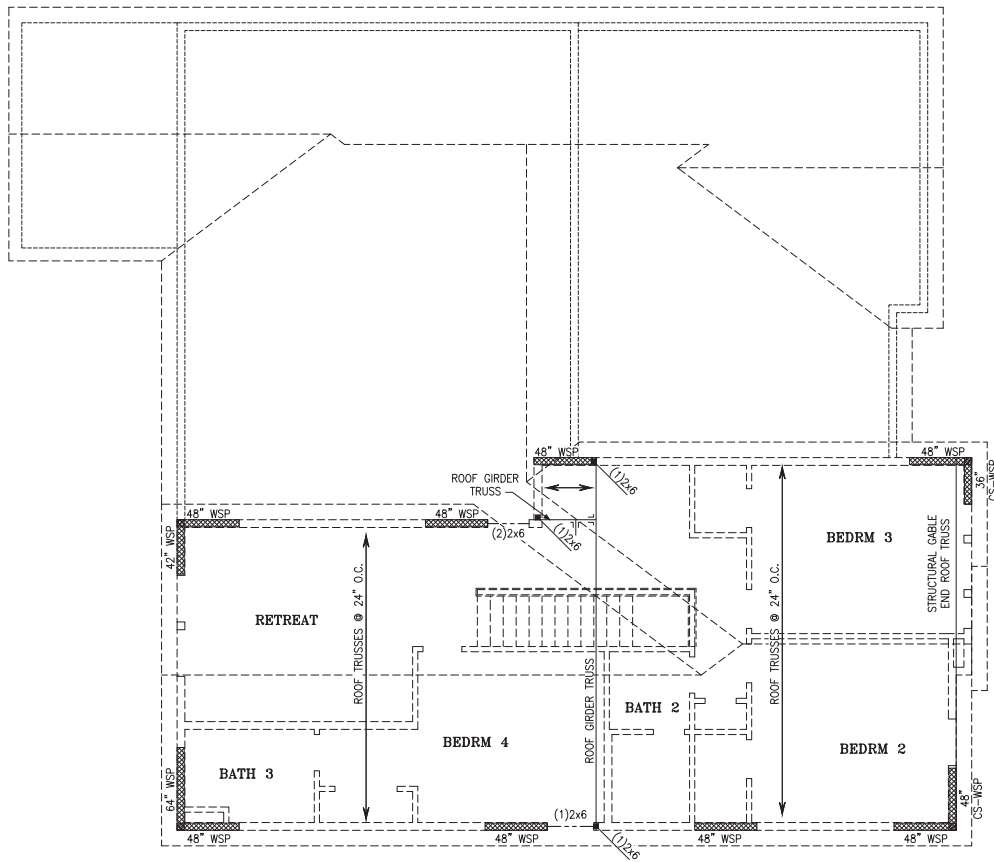 48" WSP
48" WSP
36"
CS-WSP
ROOF GIRDER
TRUSS
(1)2x6
48" WSP
48" WSP
(2)2x6
(1)2x6
42" WSP
BEDRM 3
STRUCTURAL GABLE
END ROOF TRUSS
RETREAT
ROOF TRUSSES @ 24" O.C.
ROOF TRUSSES @ 24" O.C.
ROOF GIRDER TRUSS
BATH 2
BEDRM 4
BEDRM 2
BATH 3
64" WSP
48"
CS-WSP
(1)2x6
48" WSP
48" WSP
(1)2x6
48" WSP
48" WSP